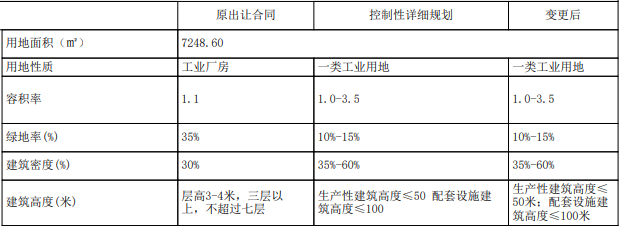 原出让合同 控制性详细规划 变更后
用地面积（㎡） 7248.60
用地性质 工业厂房 一类工业用地 一类工业用地
容积率 1.1 1.0-3.5 1.0-3.5
绿地率(%) 35% 10%-15% 10%-15%
建筑密度(%) 30% 35%-60% 35%-60%
建筑高度(米) 层高3-4米，三层以
上，不超过七层 生产性建筑高度≤50 配套设施建
筑高度≤100 生产性建筑高度≤
50米；配套设施建
筑高度≤100米